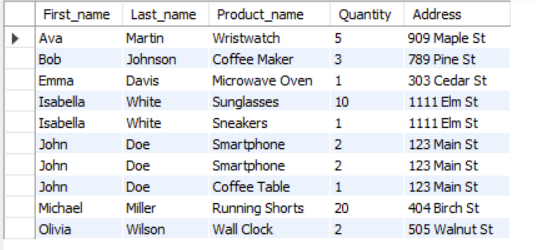 First_name Last_name Product_name Quantity Address
Ava Martin Wristwatch 5 909 Maple St
Bob Johnson Coffee Maker 3 789 Pine St
Emma Davis Microwave Oven 1 303 Cedar St
Isabella White Sunglasses 10 1111 Elm St
Isabella White Sneakers 1 1111 Elm St
John Doe Smartphone 2 123 Main St
John Doe Smartphone 2 123 Main St
John Doe Coffee Table 1 123 Main St
Michael Miller Running Shorts 20 404 Birch St
Olivia Wilson Wall Clock 2 505 Walnut St